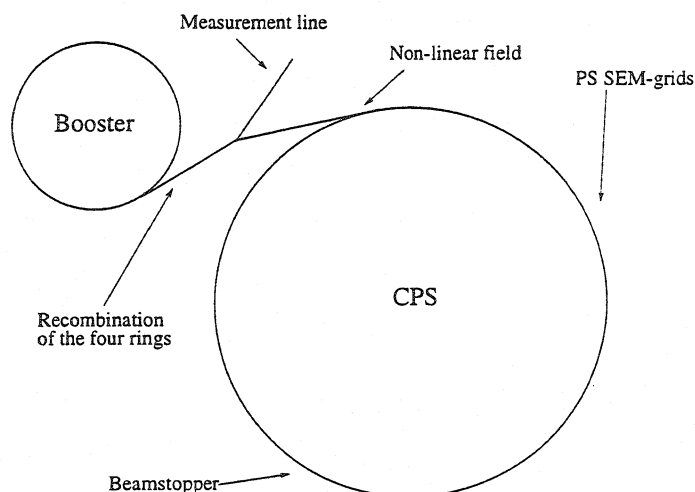 Measurement line
Non-linear field
PS SEM-grids
Booster
CPS
Recombination
of the four rings
Beamstopper